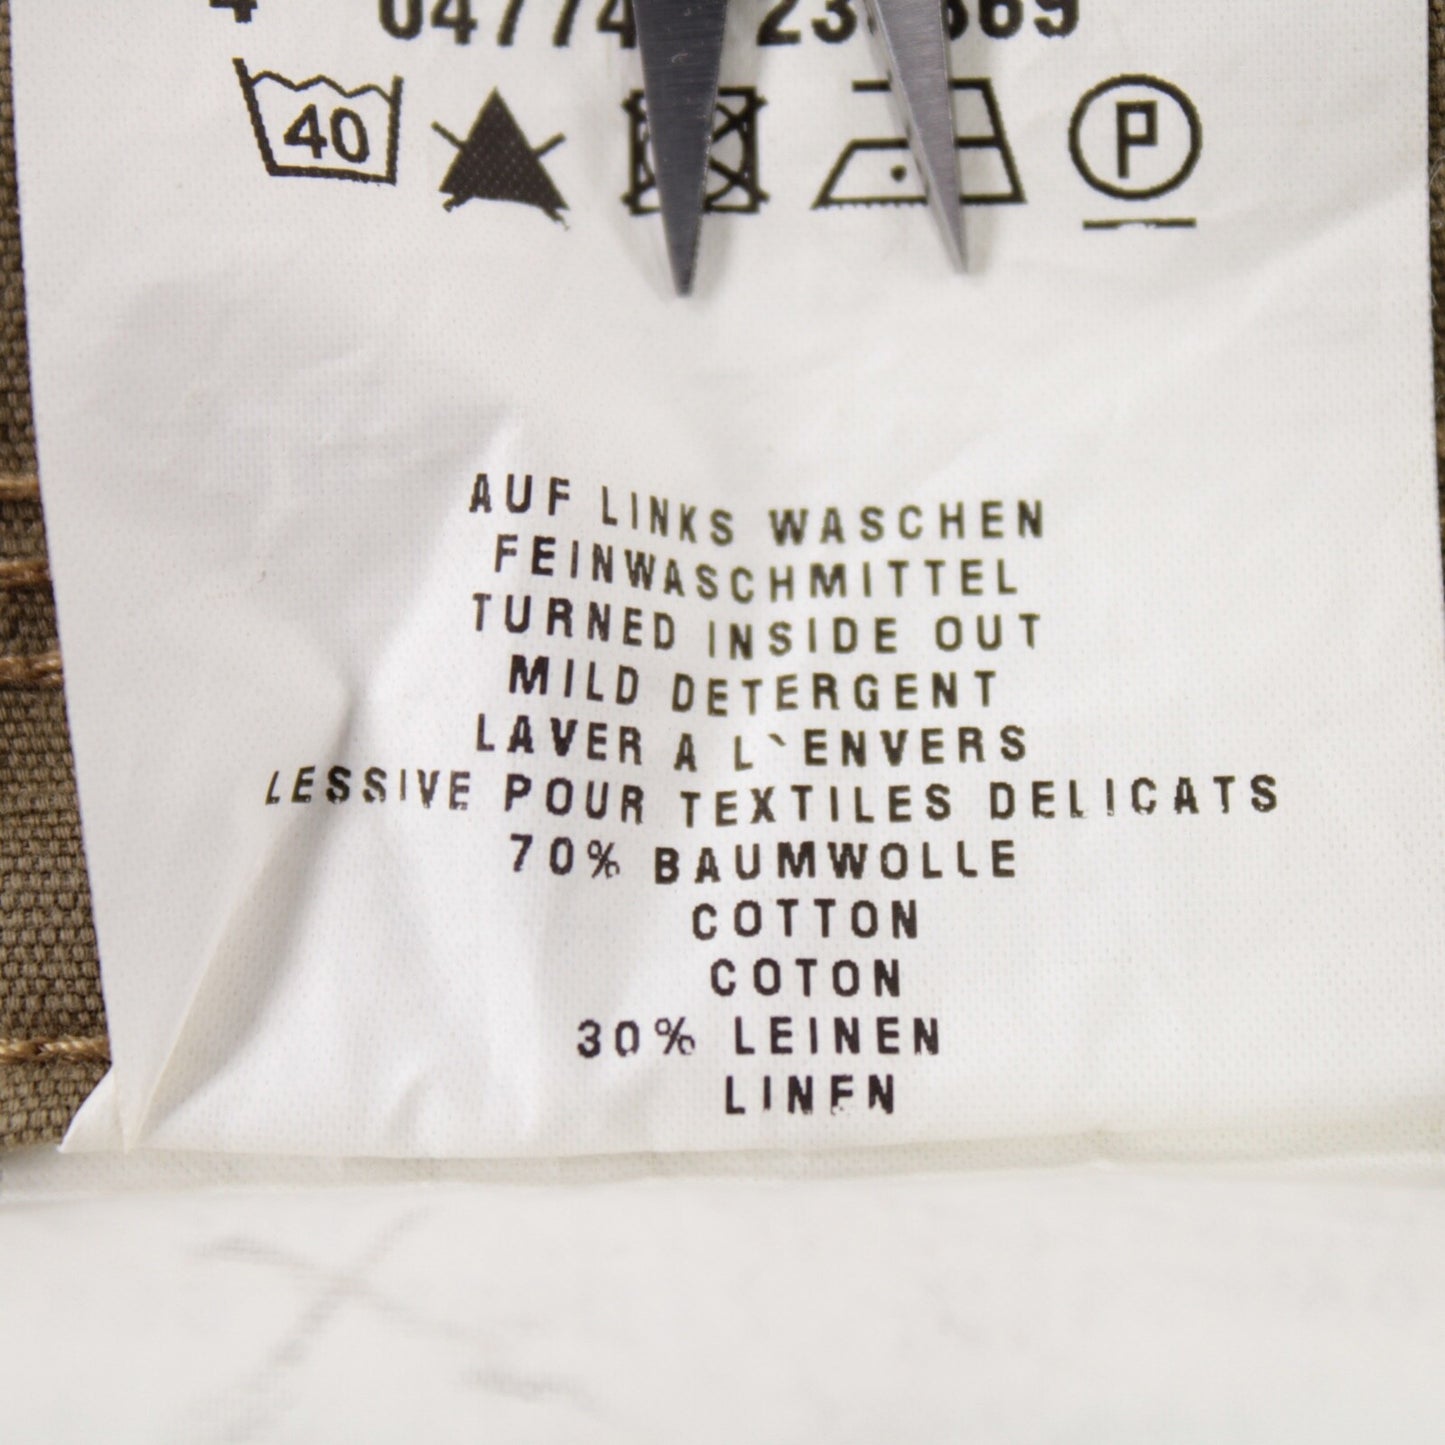 40
P
AUF LINKS WASCHEN
FEINWASCHMITTEL
TURNED INSIDE OUT
MILD DETERGENT
LAVER A L`ENVERS
LESSIVE POUR TEXTILES DELICATS
70% BAUMWOLLE
COTTON
COTON
30% LEINEN
LINEN